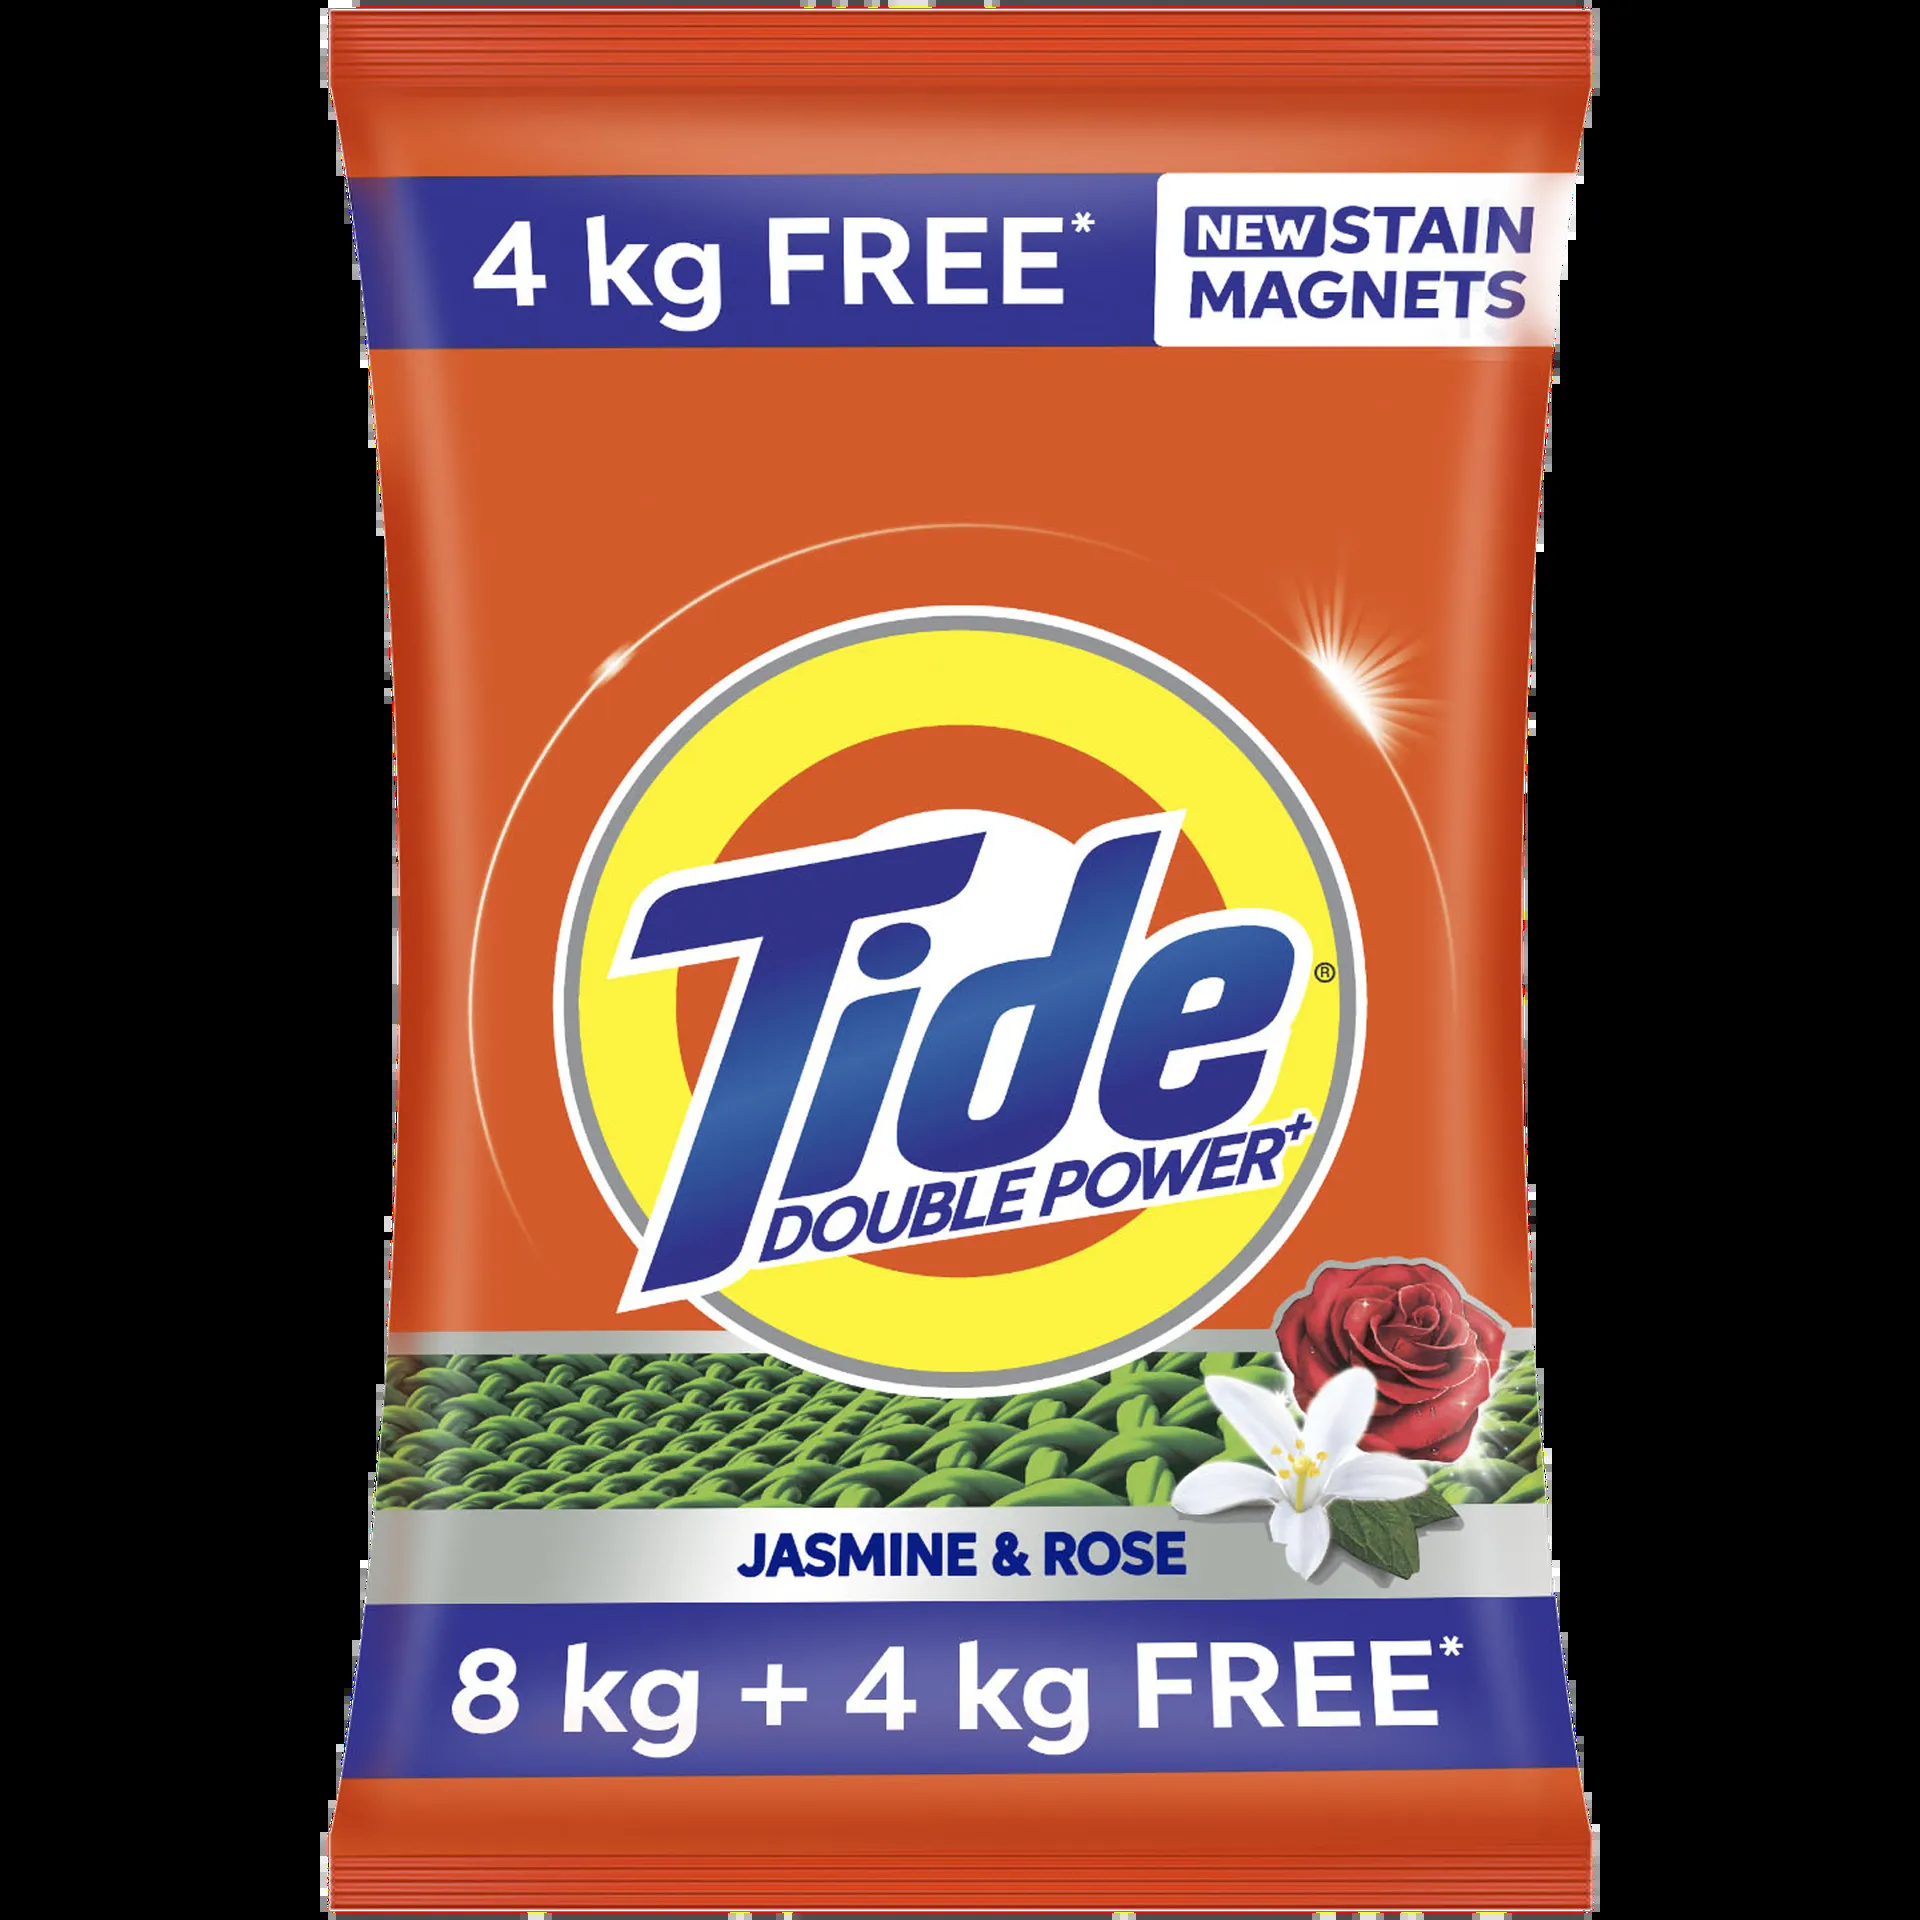 4 kg FREE*
NEW STAIN
MAGNETS
Tide®
DOUBLE POWER+
JASMINE & ROSE
8 kg + 4 kg FREE*